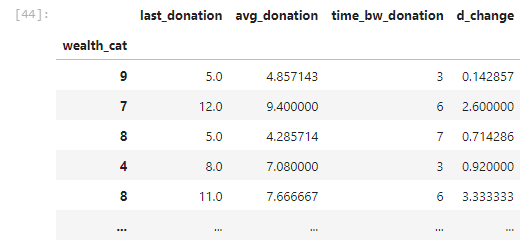 [44]:
last_donation avg_donation time_bw_donation d_change
wealth_cat
9 5.0 4.857143 3 0.142857
7 12.0 9.400000 6 2.600000
8 5.0 4.285714 7 0.714286
4 8.0 7.080000 3 0.920000
8 11.0 7.666667 6 3.333333
... ... ... ... ...